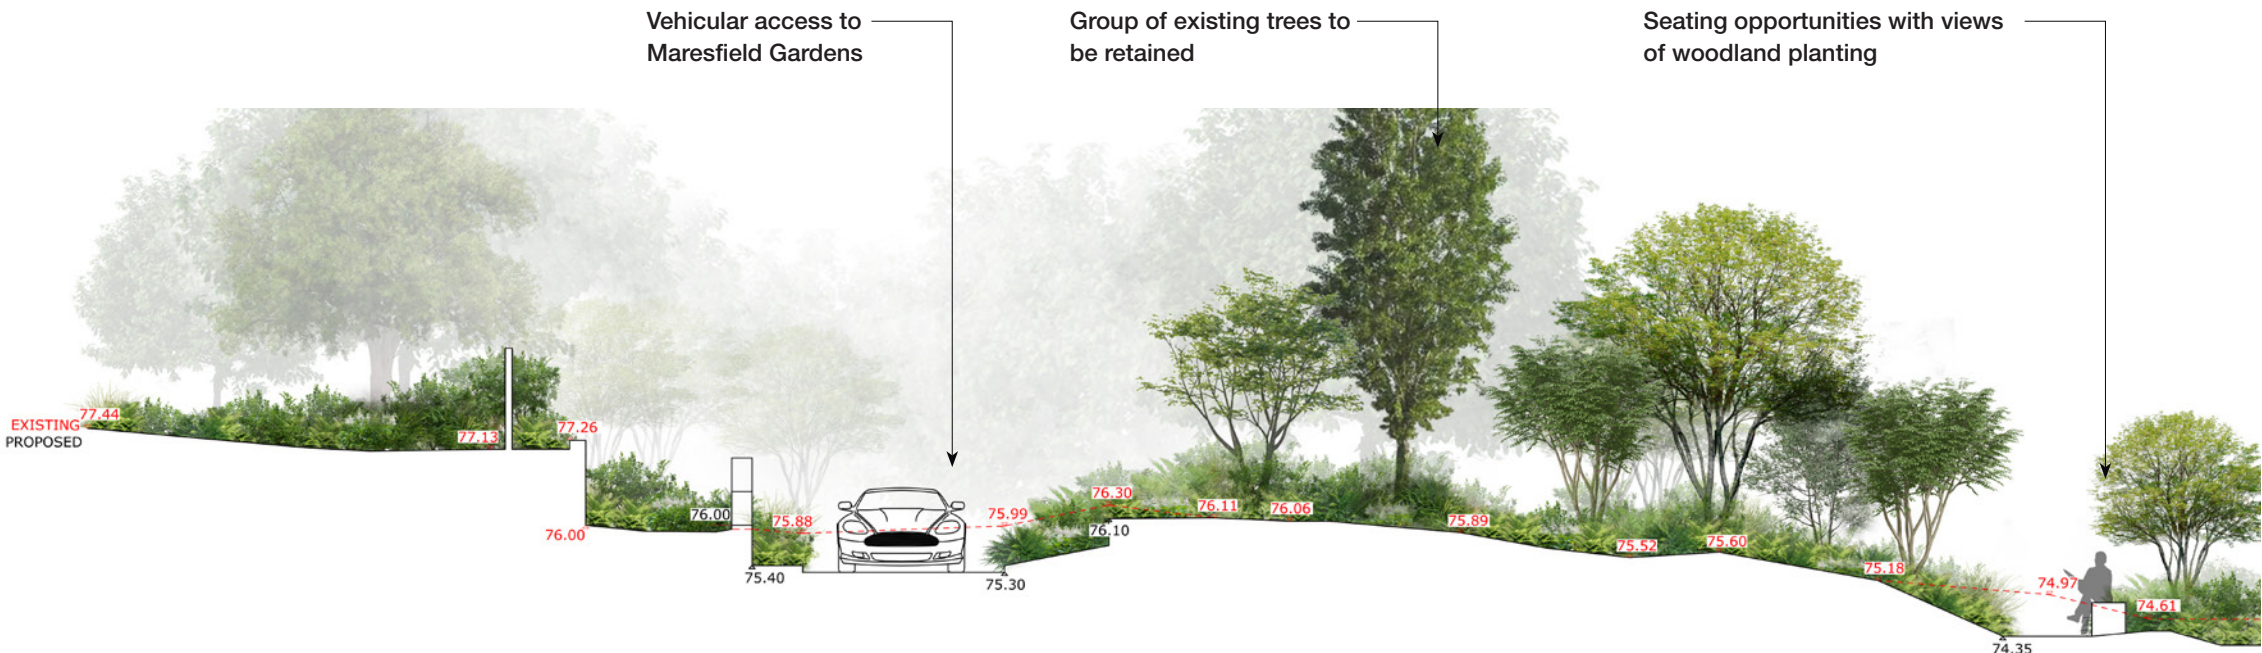 Vehicular access to
Maresfield Gardens
Group of existing trees to
be retained
Seating opportunities with views
of woodland planting
EXISTING
PROPOSED
77.44
77.13
77.26
76.00
76.00
75.88
75.40
75.99
75.30
76.30
76.10
76.11
76.06
75.89
75.52
75.60
75.18
74.97
74.61
74.35